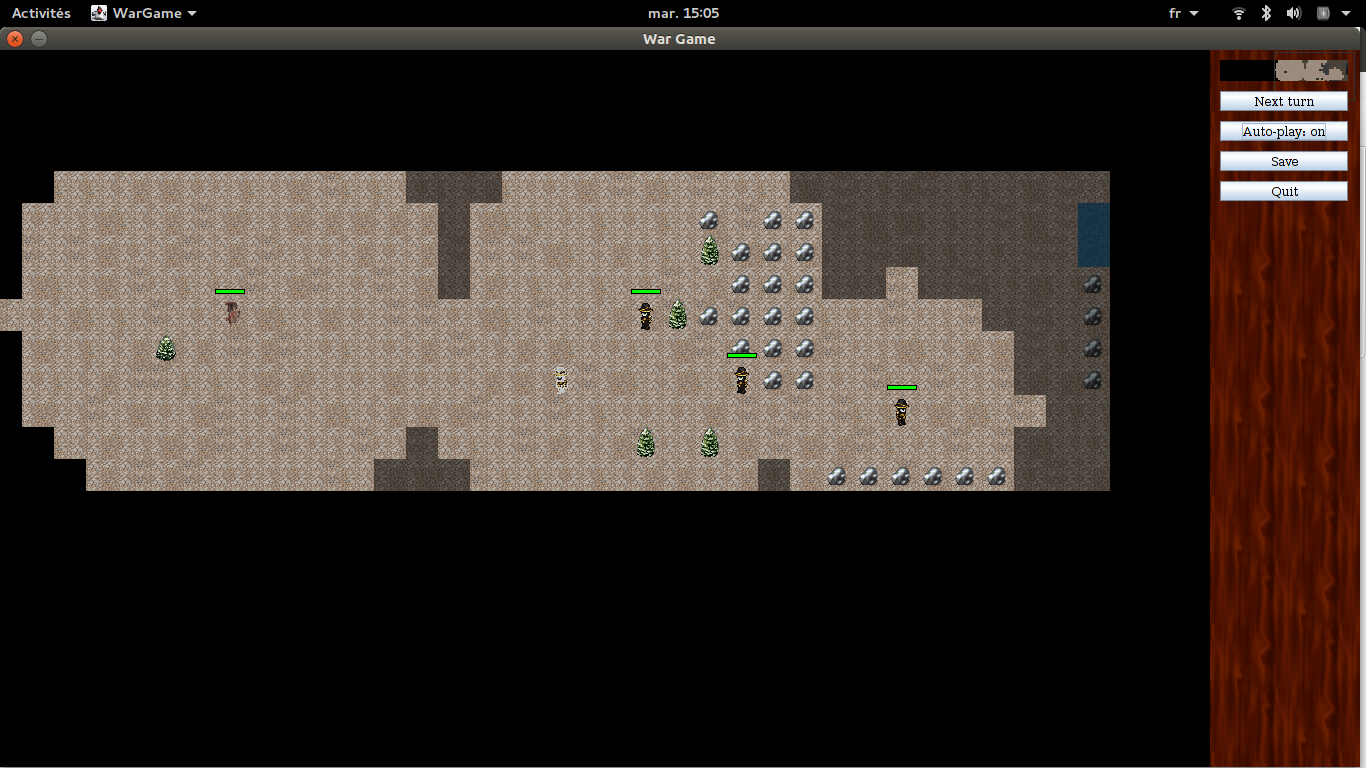 Activités WarGame mar. 15:05 fr
War Game
Next turn
Auto-play: on
Save
Quit